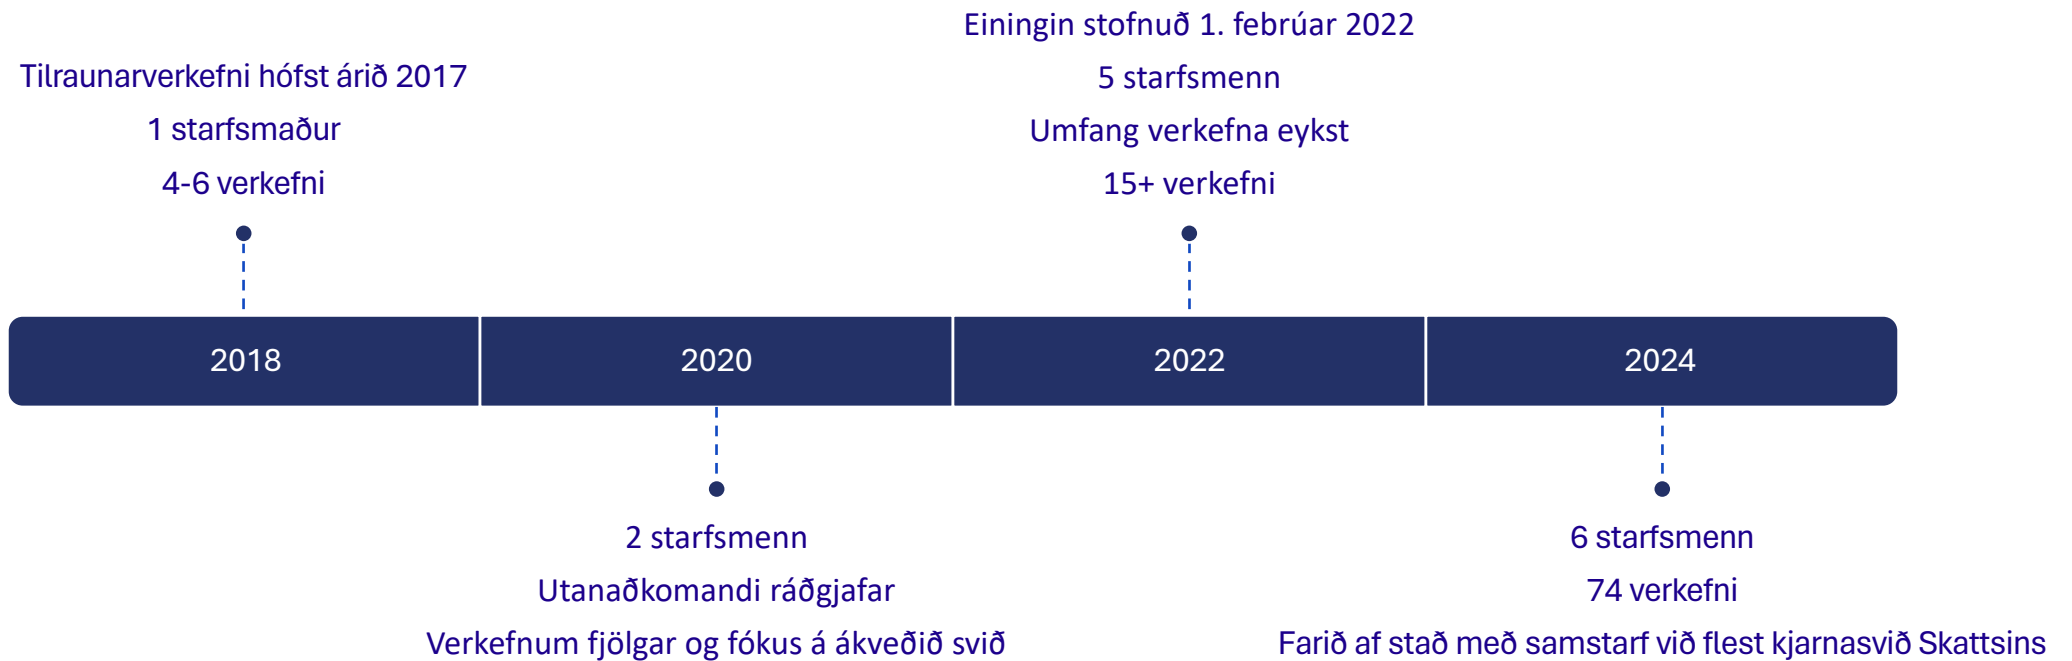 Tilraunarverkefni hófst árið 2017
1 starfsmaður
4-6 verkefni
Einingin stofnuð 1. febrúar 2022
5 starfsmenn
Umfang verkefna eykst
15+ verkefni
2018
2020
2022
2024
2 starfsmenn
Utanaðkomandi ráðgjafar
Verkefnum fjölgar og fókus á ákveðið svið
6 starfsmenn
74 verkefni
Farið af stað með samstarf við flest kjarnasvið Skattsins